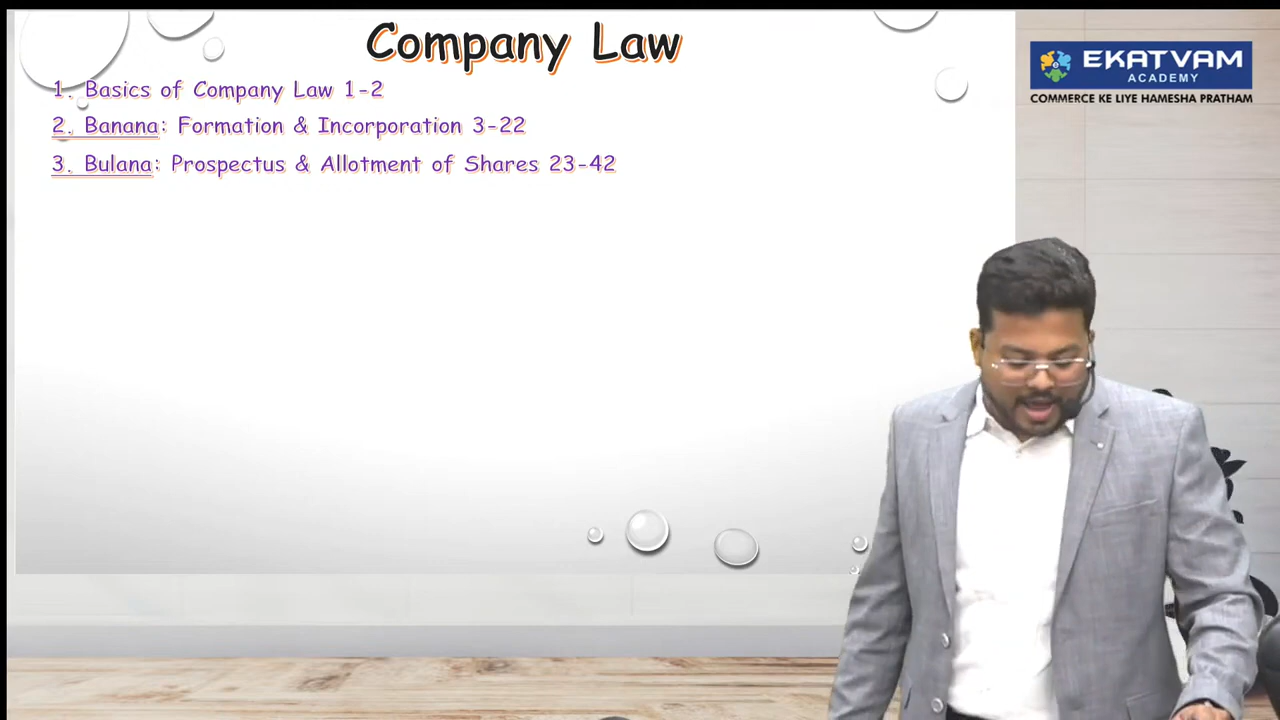 Company Law
1. Basics of Company Law 1-2
2. Banana: Formation & Incorporation 3-22
3. Bulana: Prospectus & Allotment of Shares 23-42
EKATVAM
ACADEMY
COMMERCE KE LIYE HAMESHA PRATHAM